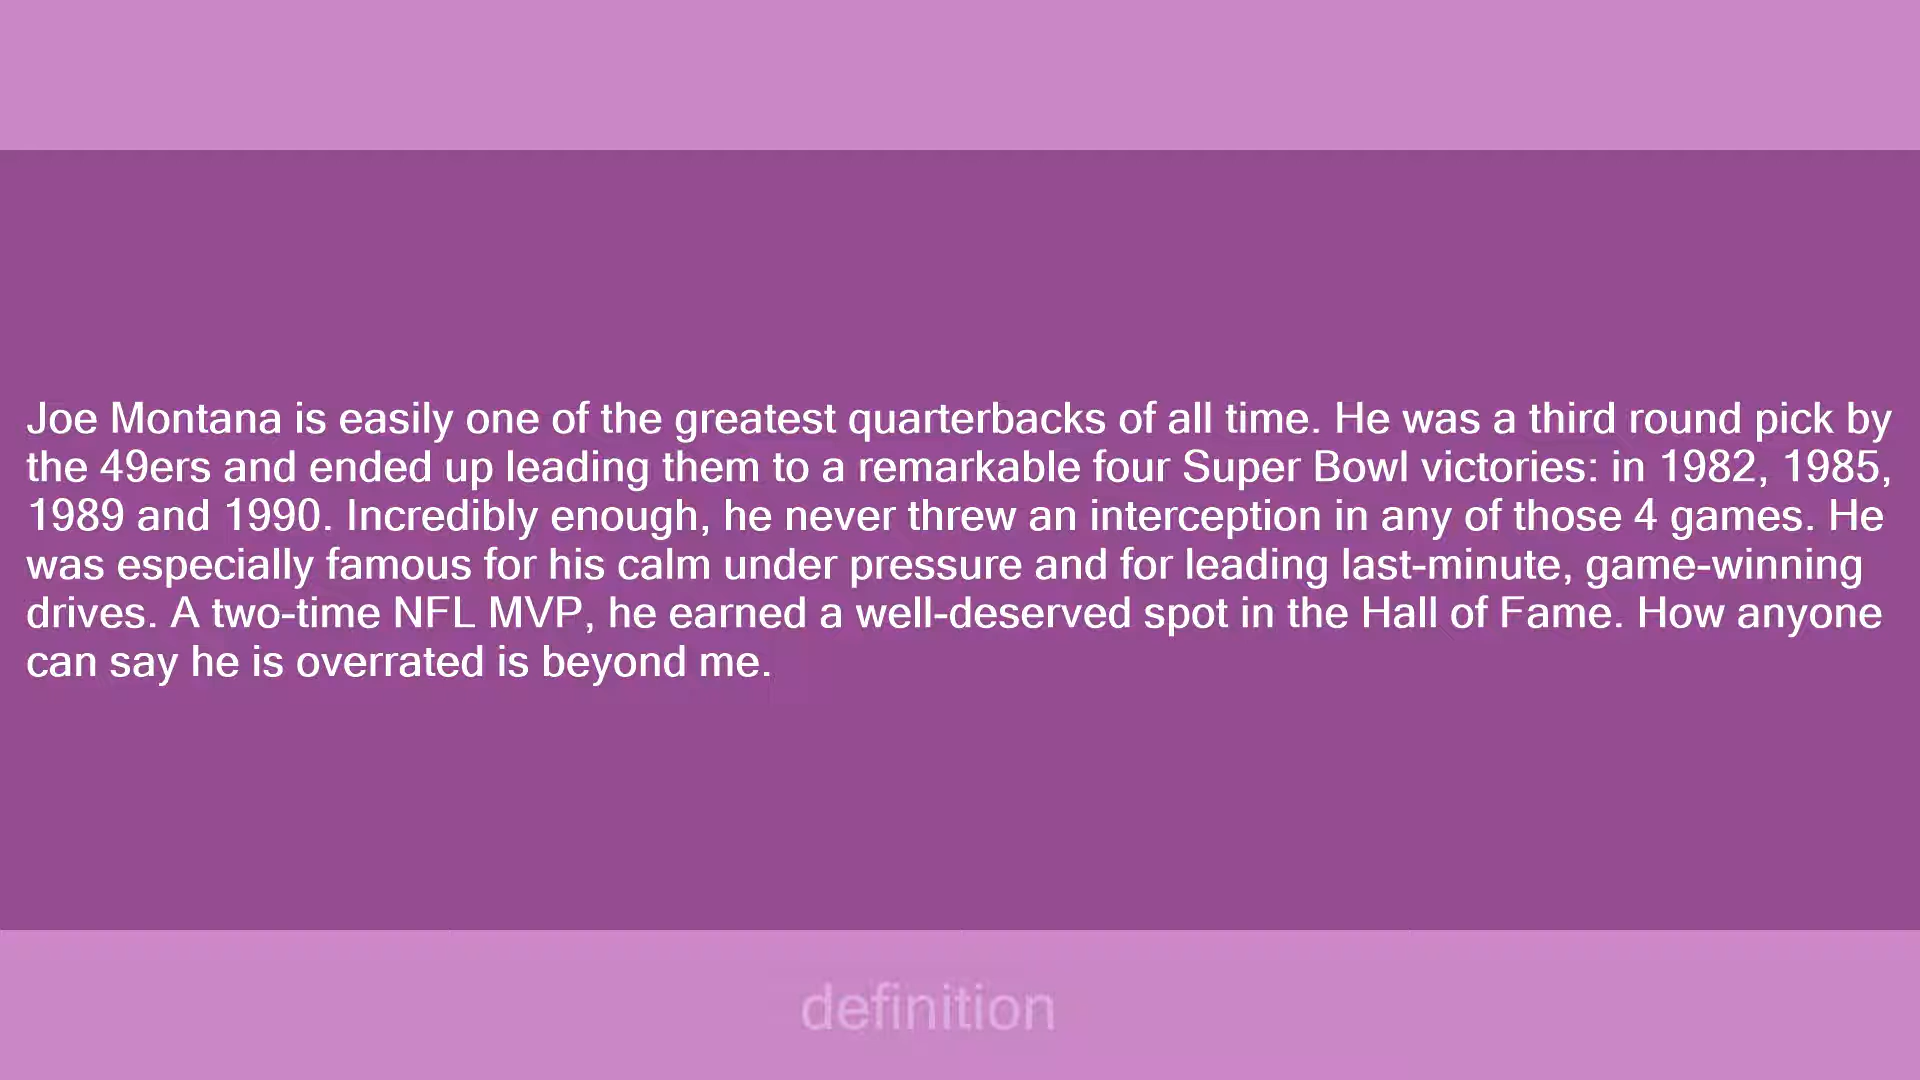 Joe Montana is easily one of the greatest quarterbacks of all time. He was a third round pick by
the 49ers and ended up leading them to a remarkable four Super Bowl victories: in 1982, 1985,
1989 and 1990. Incredibly enough, he never threw an interception in any of those 4 games. He
was especially famous for his calm under pressure and for leading last-minute, game-winning
drives. A two-time NFL MVP, he earned a well-deserved spot in the Hall of Fame. How anyone
can say he is overrated is beyond me.
definition